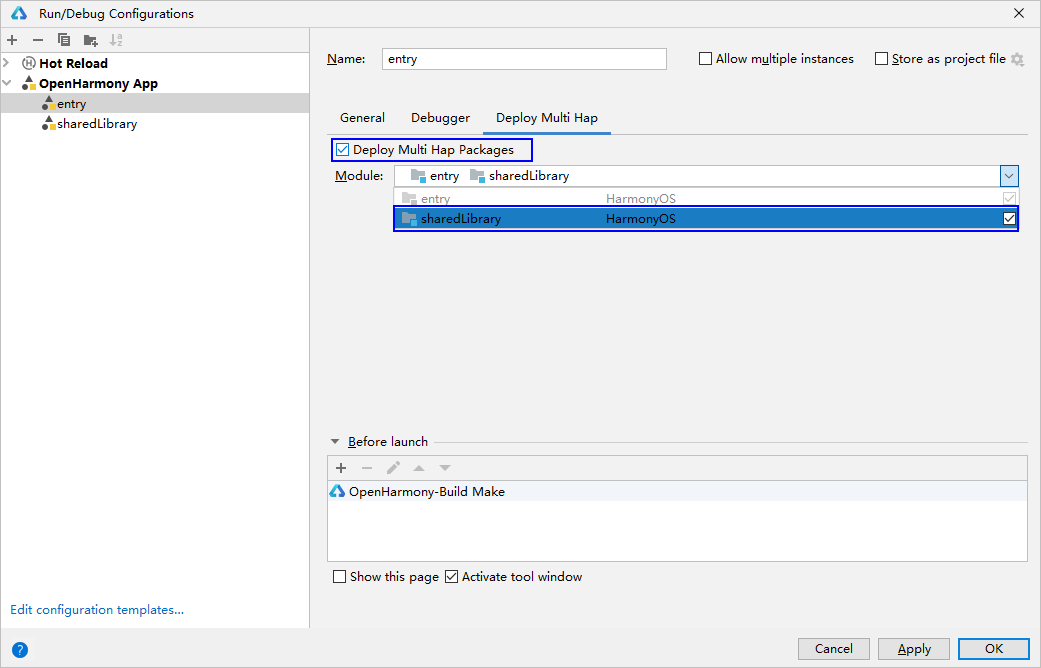 Run/Debug Configurations
Hot Reload
OpenHarmony App
entry
sharedLibrary
Edit configuration templates...
Name: entry
Allow multiple instances
Store as project file
General Debugger Deploy Multi Hap
Deploy Multi Hap Packages
Module: entry sharedLibrary
entry HarmonyOS
sharedLibrary HarmonyOS
Before launch
OpenHarmony-Build Make
Show this page Activate tool window
? Cancel Apply OK